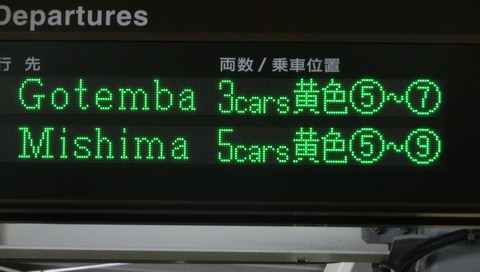 Departures
行先 両数/乗車位置
Gotemba 3cars黄色⑤~⑦
Mishima 5cars黄色⑤~⑨